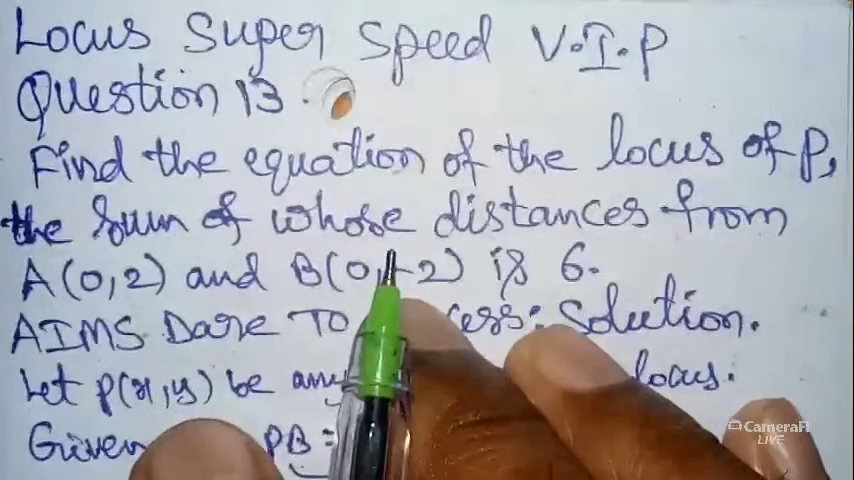 Locus Super Speed V.I.P
Question 13.
Find the equation of the locus of P,
the sum of whose distances from
A(0,2) and B(0,-2) is 6.
AIMS Dare To : Solution.
Let P(x,y) be any locus.
Given PB =
CameraFI
LIVE